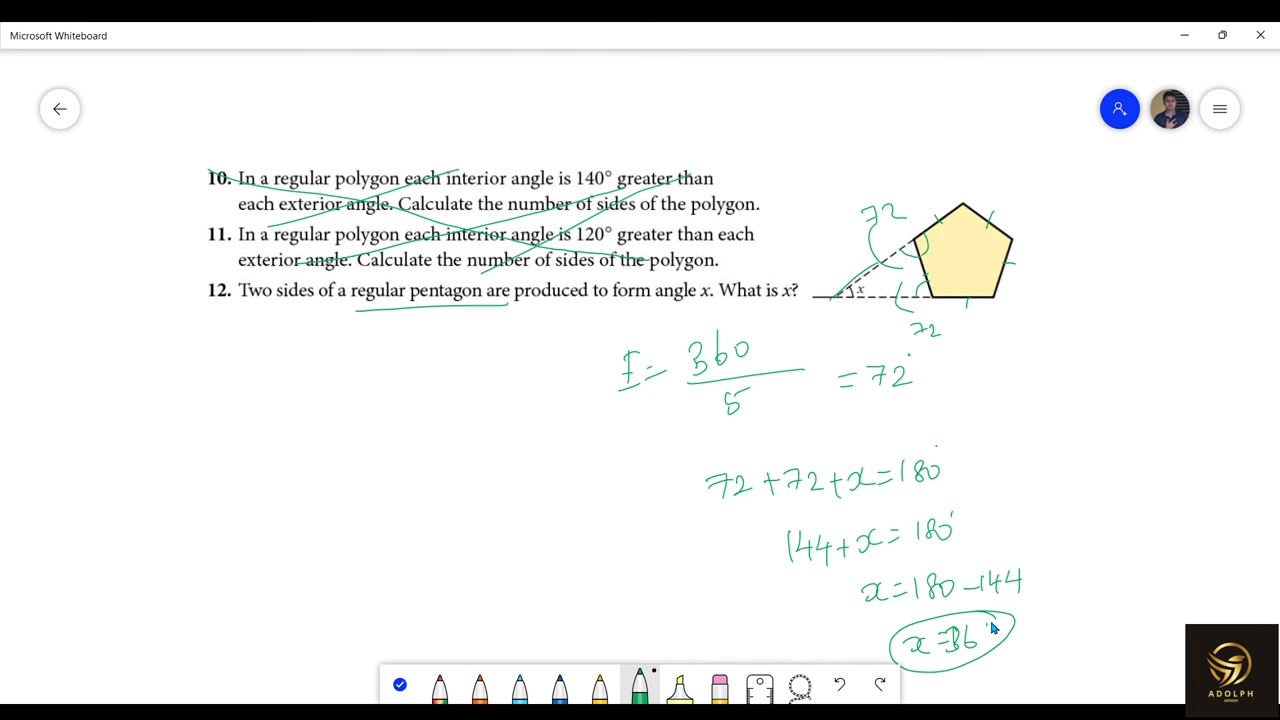 Microsoft Whiteboard
10. In a regular polygon each interior angle is 140° greater than
each exterior angle. Calculate the number of sides of the polygon.
11. In a regular polygon each interior angle is 120° greater than each
exterior angle. Calculate the number of sides of the polygon.
12. Two sides of a regular pentagon are produced to form angle x. What is x?
72
x
72
E = 360/5 = 72°
72 + 72 + x = 180°
144 + x = 180°
x = 180 - 144
x = 36°
ADOLPH